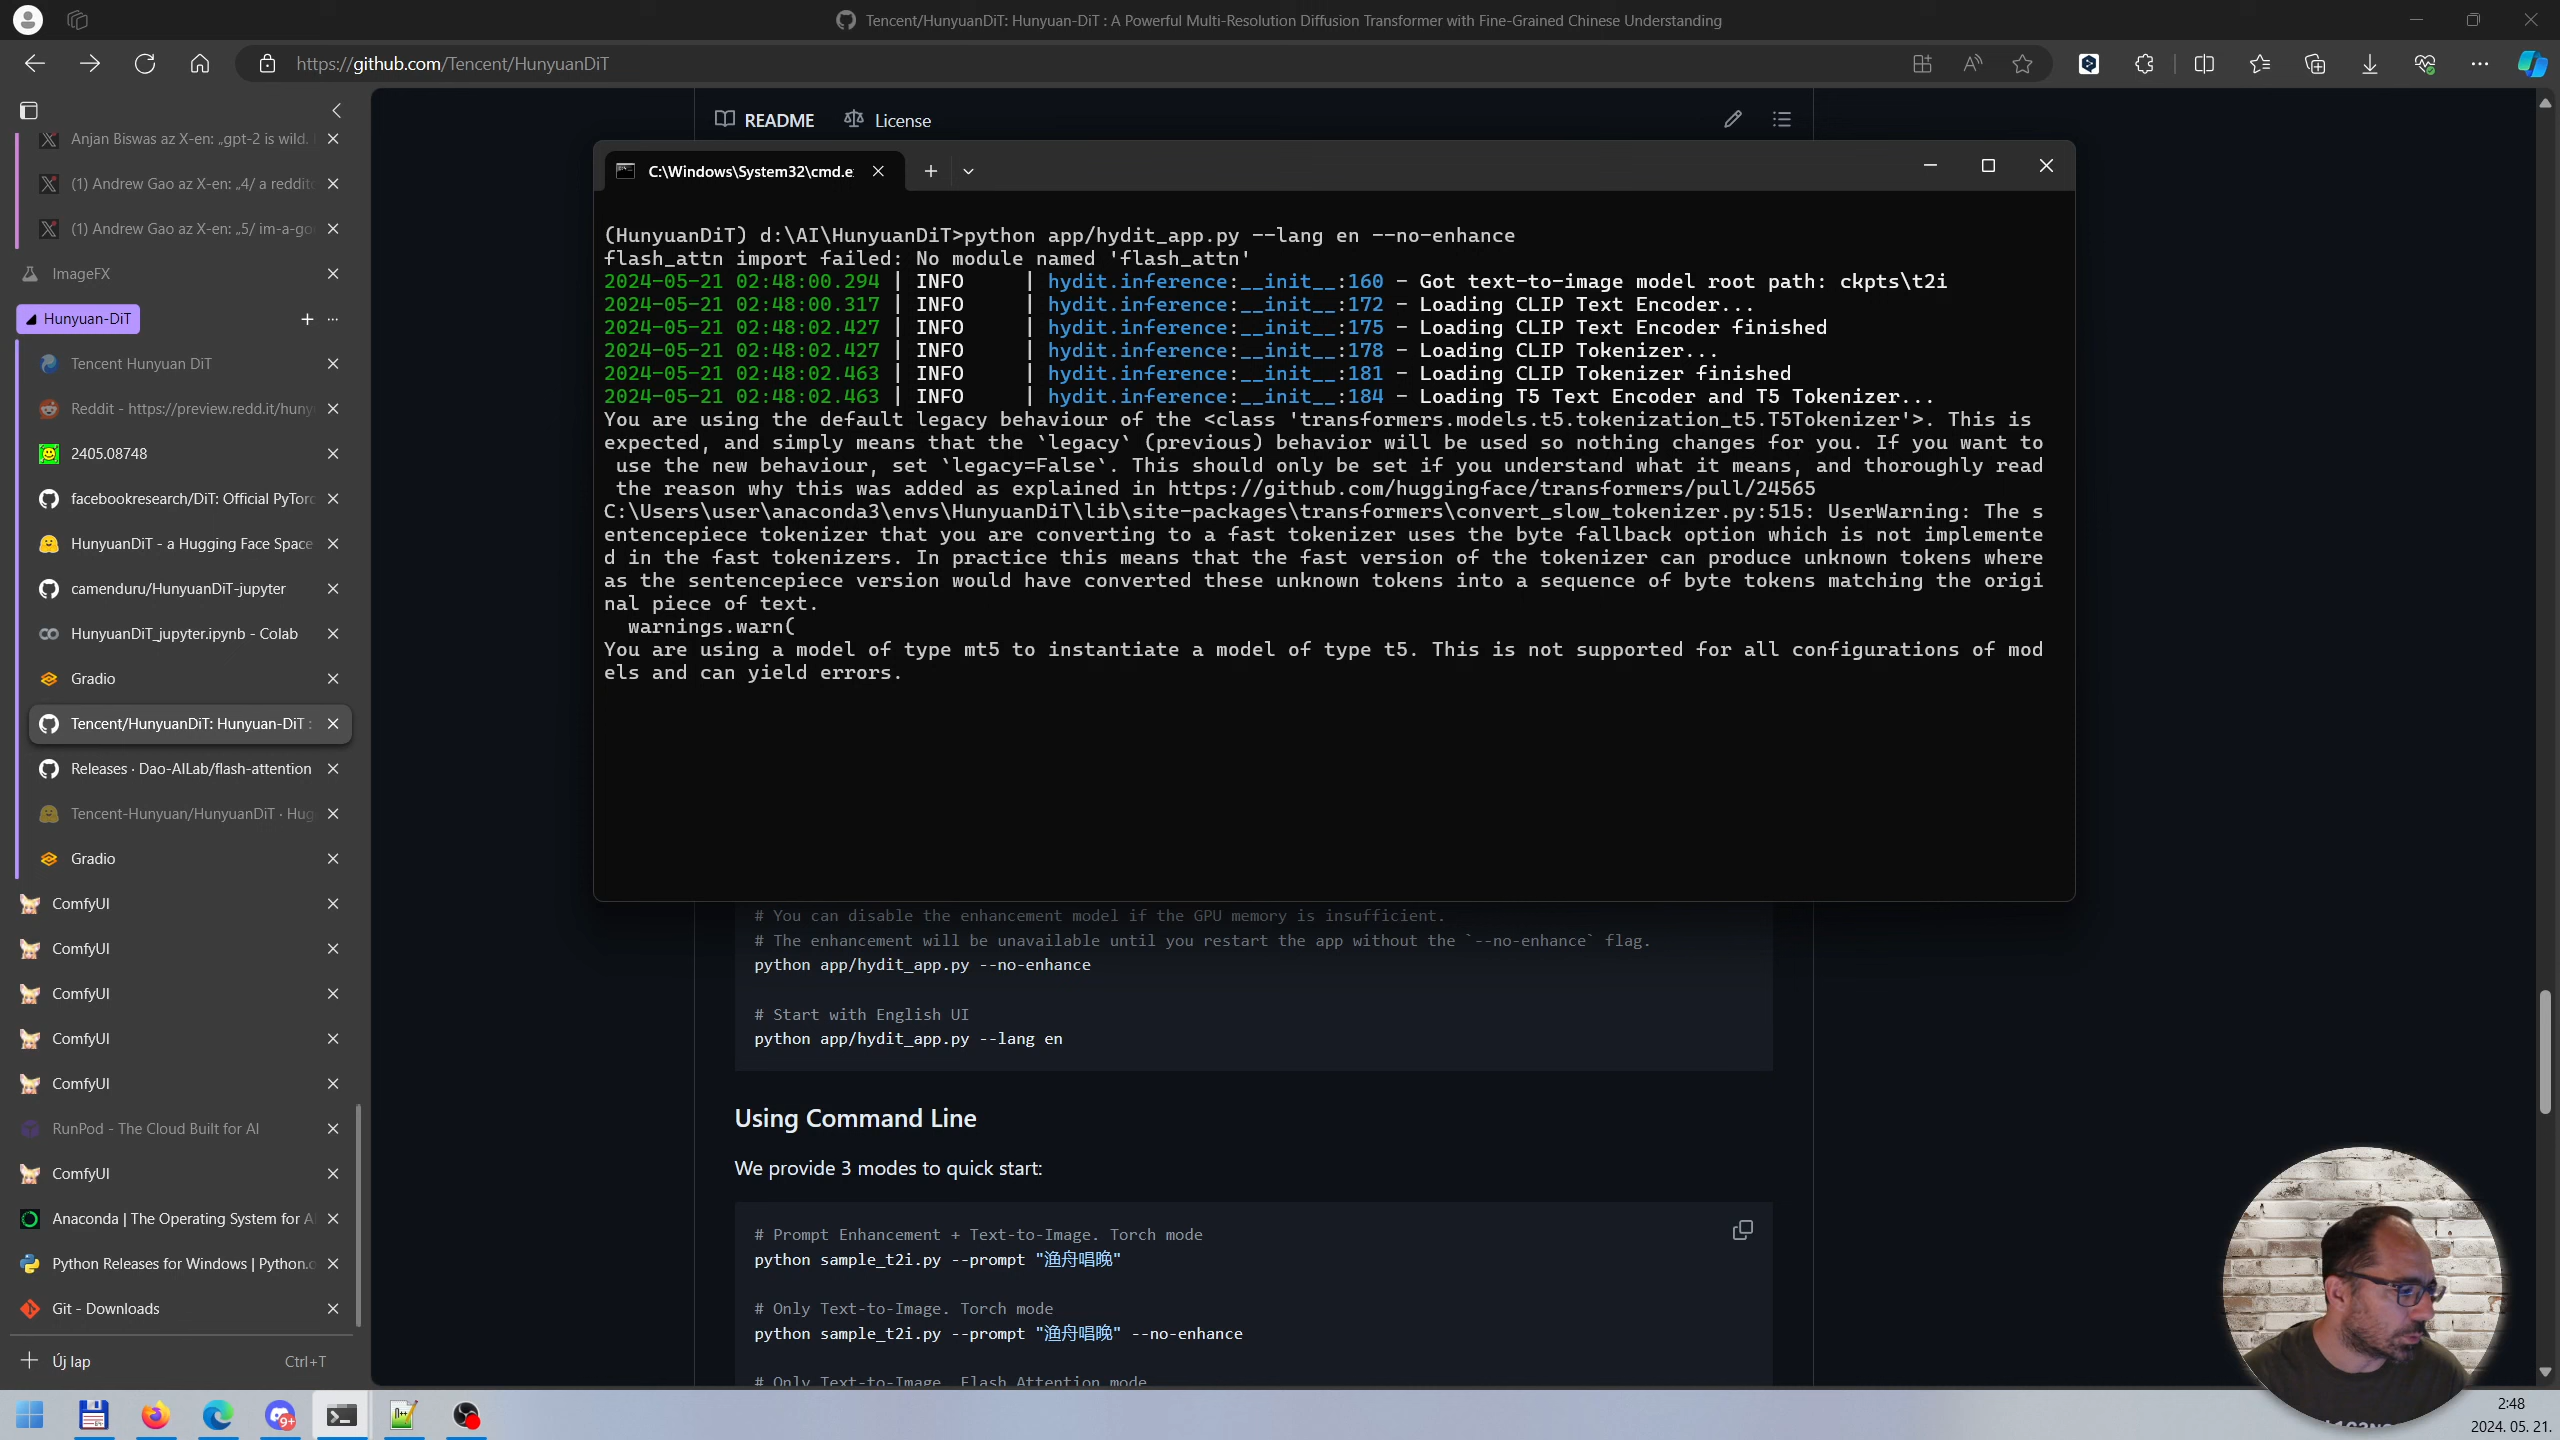 Tencent/HunyuanDiT: Hunyuan-DiT : A Powerful Multi-Resolution Diffusion Transformer with Fine-Grained Chinese Understanding
https://github.com/Tencent/HunyuanDiT
Anjan Biswas az X-en: „gpt-2 is wild.
(1) Andrew Gao az X-en: „4/ a reddit
(1) Andrew Gao az X-en: „5/ im-a-go
ImageFX
Hunyuan-DiT
Tencent Hunyuan DiT
Reddit - https://preview.redd.it/huny
2405.08748
facebookresearch/DiT: Official PyTorc
HunyuanDiT - a Hugging Face Space
camenduru/HunyuanDiT-jupyter
HunyuanDiT_jupyter.ipynb - Colab
Gradio
Tencent/HunyuanDiT: Hunyuan-DiT :
Releases · Dao-AILab/flash-attention
Tencent-Hunyuan/HunyuanDiT · Hug
Gradio
ComfyUI
ComfyUI
ComfyUI
ComfyUI
ComfyUI
RunPod - The Cloud Built for AI
ComfyUI
Anaconda | The Operating System for A
Python Releases for Windows | Python.o
Git - Downloads
Új lap Ctrl+T
README License
C:\Windows\System32\cmd.e
(HunyuanDiT) d:\AI\HunyuanDiT>python app/hydit_app.py --lang en --no-enhance
flash_attn import failed: No module named 'flash_attn'
2024-05-21 02:48:00.294 | INFO | hydit.inference:__init__:160 - Got text-to-image model root path: ckpts\t2i
2024-05-21 02:48:00.317 | INFO | hydit.inference:__init__:172 - Loading CLIP Text Encoder...
2024-05-21 02:48:02.427 | INFO | hydit.inference:__init__:175 - Loading CLIP Text Encoder finished
2024-05-21 02:48:02.427 | INFO | hydit.inference:__init__:178 - Loading CLIP Tokenizer...
2024-05-21 02:48:02.463 | INFO | hydit.inference:__init__:181 - Loading CLIP Tokenizer finished
2024-05-21 02:48:02.463 | INFO | hydit.inference:__init__:184 - Loading T5 Text Encoder and T5 Tokenizer...
You are using the default legacy behaviour of the <class 'transformers.models.t5.tokenization_t5.T5Tokenizer'>. This is
expected, and simply means that the `legacy` (previous) behavior will be used so nothing changes for you. If you want to
use the new behaviour, set `legacy=False`. This should only be set if you understand what it means, and thoroughly read
the reason why this was added as explained in https://github.com/huggingface/transformers/pull/24565
C:\Users\user\anaconda3\envs\HunyuanDiT\lib\site-packages\transformers\convert_slow_tokenizer.py:515: UserWarning: The s
entencepiece tokenizer that you are converting to a fast tokenizer uses the byte fallback option which is not implemente
d in the fast tokenizers. In practice this means that the fast version of the tokenizer can produce unknown tokens where
as the sentencepiece version would have converted these unknown tokens into a sequence of byte tokens matching the origi
nal piece of text.
warnings.warn(
You are using a model of type mt5 to instantiate a model of type t5. This is not supported for all configurations of mod
els and can yield errors.
# You can disable the enhancement model if the GPU memory is insufficient.
# The enhancement will be unavailable until you restart the app without the `--no-enhance` flag.
python app/hydit_app.py --no-enhance
# Start with English UI
python app/hydit_app.py --lang en
Using Command Line
We provide 3 modes to quick start:
# Prompt Enhancement + Text-to-Image. Torch mode
python sample_t2i.py --prompt "渔舟唱晚"
# Only Text-to-Image. Torch mode
python sample_t2i.py --prompt "渔舟唱晚" --no-enhance
# Only Text-to-Image. Flash Attention mode
9+
2:48
2024. 05. 21.